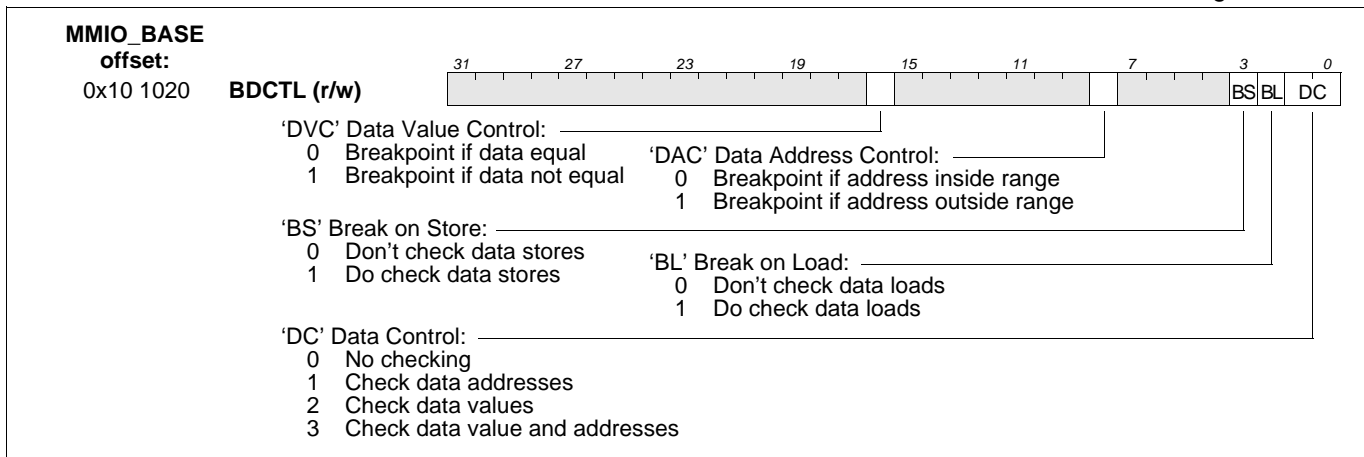 MMIO_BASE
offset:
31 27 23 19 15 11 7 3 0
0x10 1020 BDCTL (r/w) BS BL DC
‘DVC’ Data Value Control:
0 Breakpoint if data equal
1 Breakpoint if data not equal
‘DAC’ Data Address Control:
0 Breakpoint if address inside range
1 Breakpoint if address outside range
‘BS’ Break on Store:
0 Don't check data stores
1 Do check data stores
‘BL’ Break on Load:
0 Don't check data loads
1 Do check data loads
‘DC’ Data Control:
0 No checking
1 Check data addresses
2 Check data values
3 Check data value and addresses